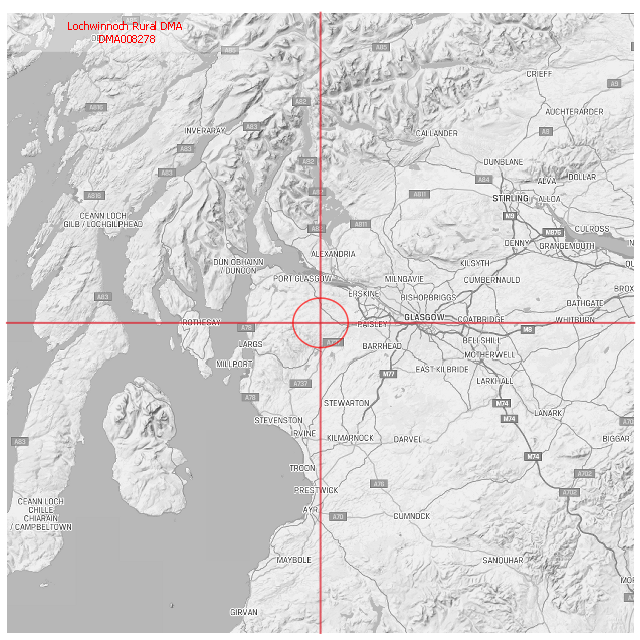 Lochwinnoch Rural DMA
DMA008278
A85
A85
CRIEFF
A9
A82
A816
AUCHTERARDER
INVERARAY
A83
CALLANDER
A9
A83
A82
DUNBLANE
A83
A84
ALVA
DOLLAR
A816
A811
STIRLING
ALLOA
CEANN LOCH
GILB / LOCHGILPHEAD
M9
A811
M876
CULROSS
DENNY
GRANGEMOUTH
ALEXANDRIA
DUN OBHAINN
/ DUNOON
KILSYTH
PORT GLASGOW
MILNGAVIE
CUMBERNAULD
A83
ERSKINE
BISHOPBRIGGS
BATHGATE
ROTHESAY
PAISLEY
GLASGOW
COATBRIDGE
WHITBURN
A78
M8
LARGS
BARRHEAD
BELLSHILL
MOTHERWELL
MILLPORT
EAST KILBRIDE
M77
A737
LARKHALL
A78
STEWARTON
M74
LANARK
STEVENSTON
M74
IRVINE
KILMARNOCK
DARVEL
BIGGAR
A83
M74
TROON
A702
A76
PRESTWICK
A702
CEANN LOCH
CHILLE
CHIARAIN
/ CAMPBELTOWN
AYR
A70
CUMNOCK
MAYBOLE
SANQUHAR
GIRVAN